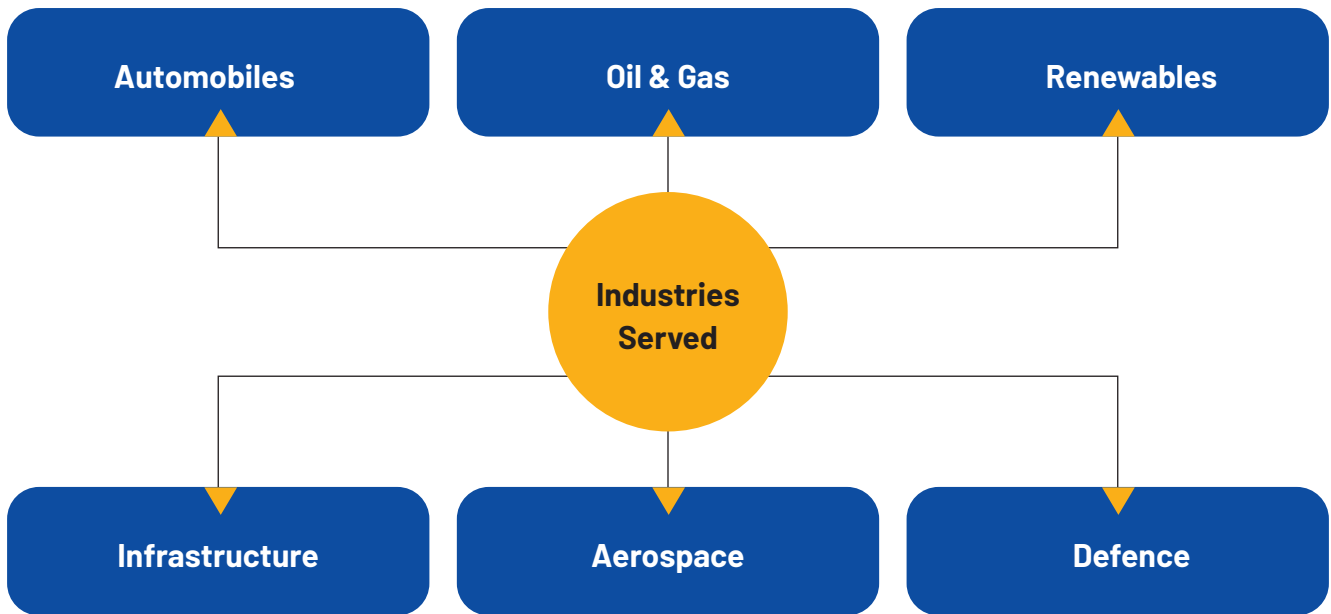 Automobiles
Oil & Gas
Renewables
Industries
Served
Infrastructure
Aerospace
Defence